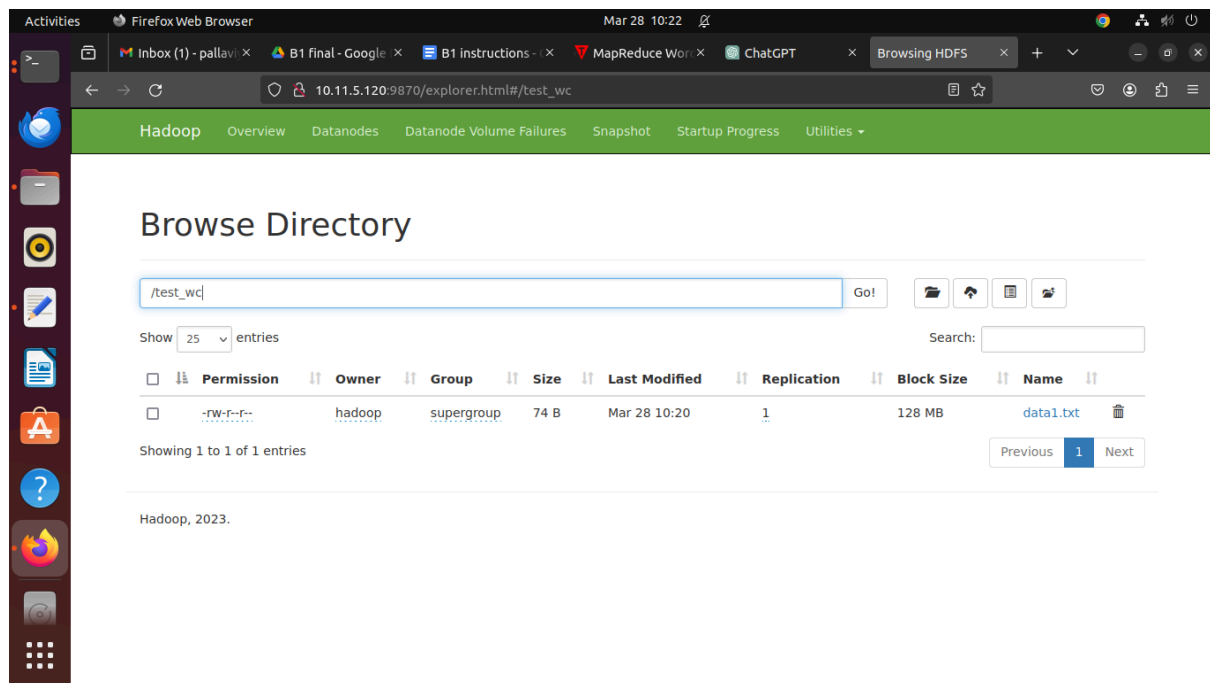 Activities Firefox Web Browser Mar 28 10:22
Inbox (1) - pallavi B1 final - Google B1 instructions - MapReduce Wor ChatGPT Browsing HDFS
10.11.5.120:9870/explorer.html#/test_wc
Hadoop Overview Datanodes Datanode Volume Failures Snapshot Startup Progress Utilities
Browse Directory
/test_wc Go!
Show 25 entries Search:
Permission Owner Group Size Last Modified Replication Block Size Name
-rw-r--r-- hadoop supergroup 74 B Mar 28 10:20 1 128 MB data1.txt
Showing 1 to 1 of 1 entries Previous 1 Next
Hadoop, 2023.